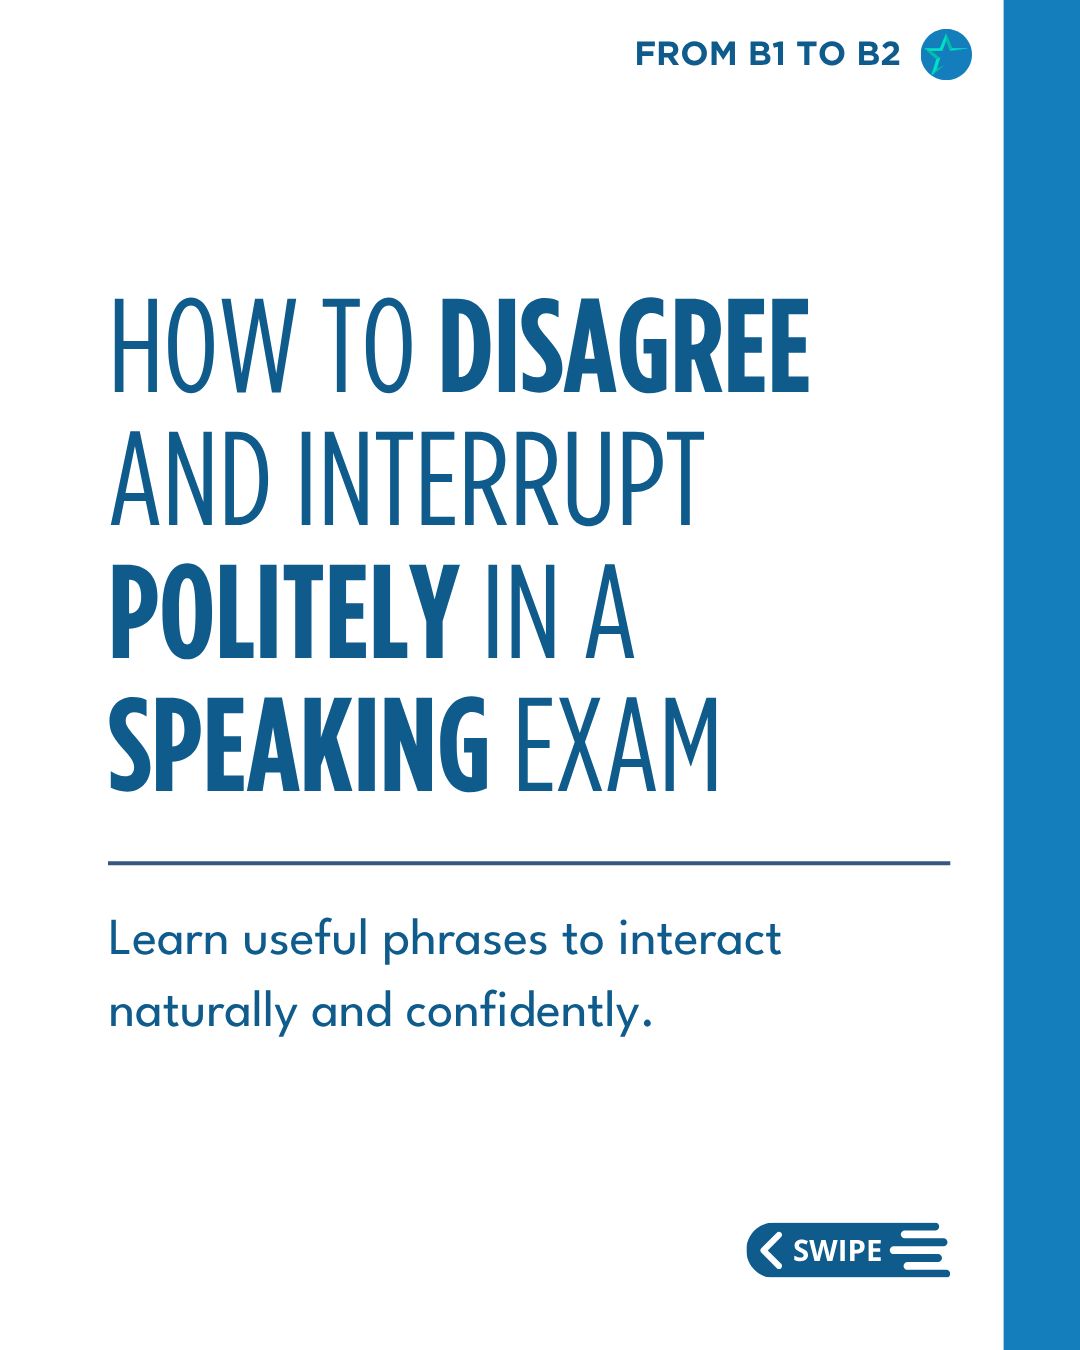 FROM B1 TO B2
HOW TO DISAGREE
AND INTERRUPT
POLITELY IN A
SPEAKING EXAM
Learn useful phrases to interact
naturally and confidently.
SWIPE